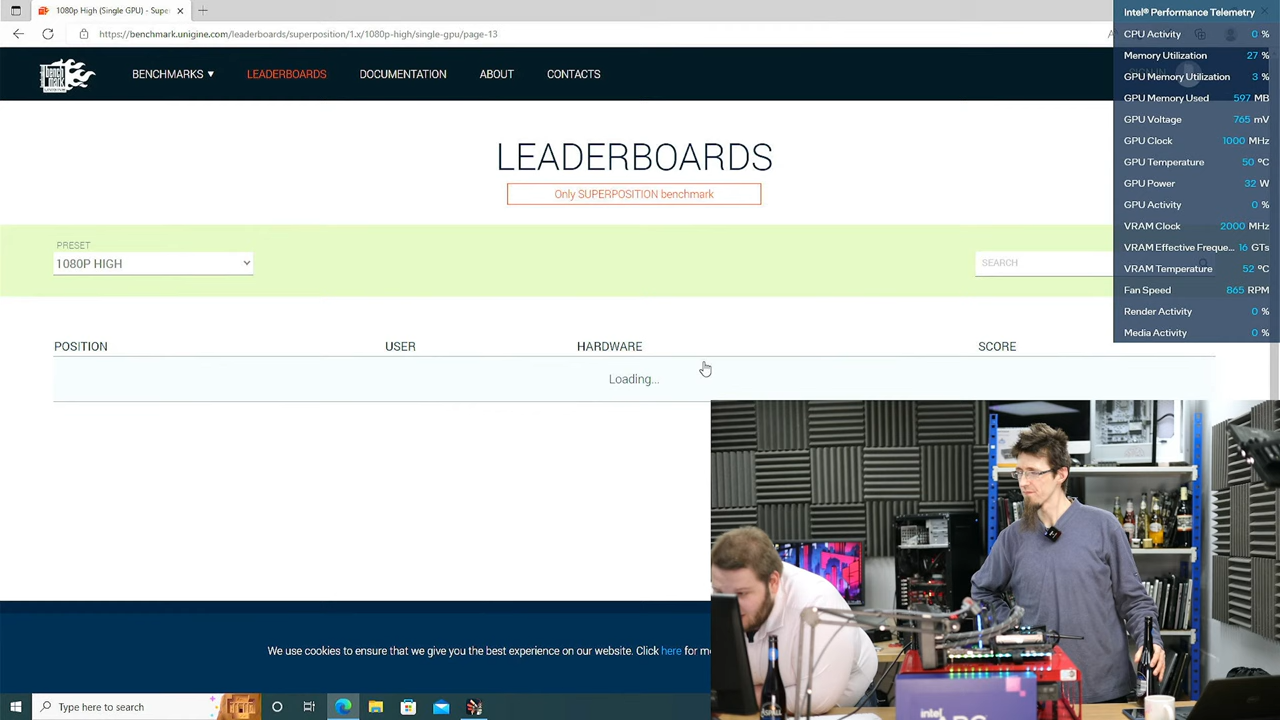 1080p High (Single GPU) - Supe
https://benchmark.unigine.com/leaderboards/superposition/1.x/1080p-high/single-gpu/page-13
BENCHMARKS ▾
LEADERBOARDS
DOCUMENTATION
ABOUT
CONTACTS
LEADERBOARDS
Only SUPERPOSITION benchmark
PRESET
1080P HIGH
SEARCH
POSITION USER HARDWARE SCORE
Loading...
We use cookies to ensure that we give you the best experience on our website. Click here for
Type here to search
Intel® Performance Telemetry
CPU Activity 0 %
Memory Utilization 27 %
GPU Memory Utilization 3 %
GPU Memory Used 597 MB
GPU Voltage 765 mV
GPU Clock 1000 MHz
GPU Temperature 50 ºC
GPU Power 32 W
GPU Activity 0 %
VRAM Clock 2000 MHz
VRAM Effective Freque... 16 GTs
VRAM Temperature 52 ºC
Fan Speed 865 RPM
Render Activity 0 %
Media Activity 0 %
intel